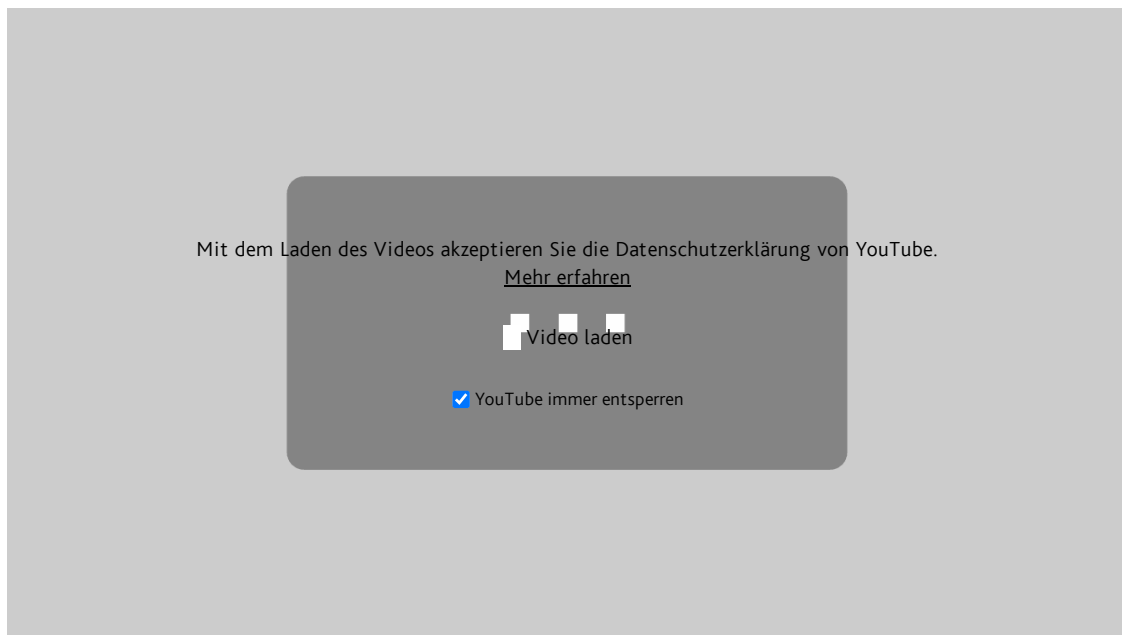 Mit dem Laden des Videos akzeptieren Sie die Datenschutzerklärung von YouTube.
Mehr erfahren
Video laden
YouTube immer entsperren